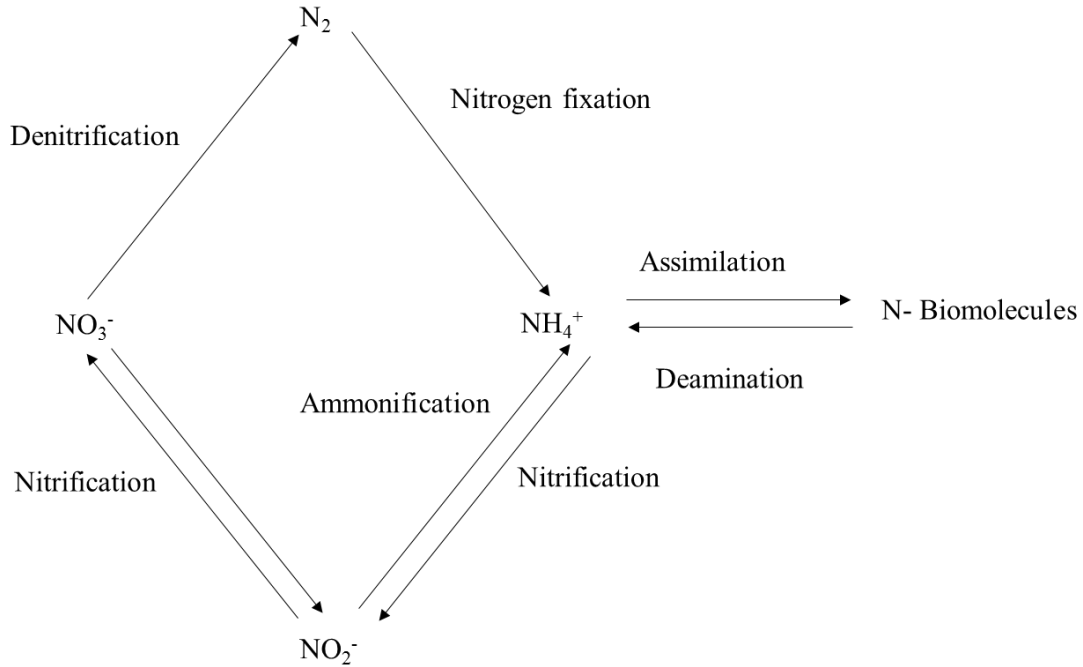 N₂
Nitrogen fixation
Denitrification
Assimilation
NO₃⁻
NH₄⁺
N- Biomolecules
Deamination
Ammonification
Nitrification
Nitrification
NO₂⁻